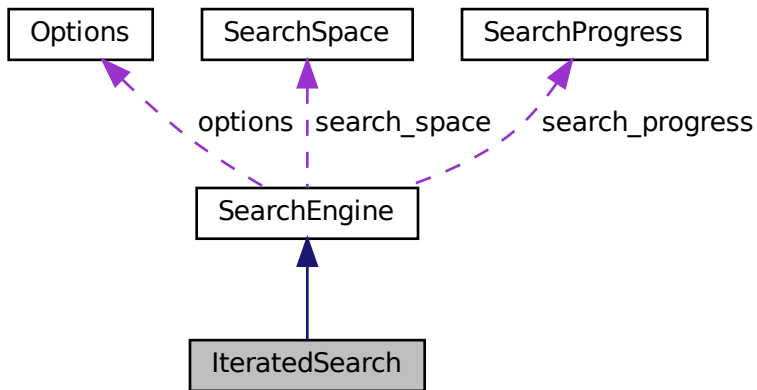 Options
SearchSpace
SearchProgress
options
search_space
search_progress
SearchEngine
IteratedSearch